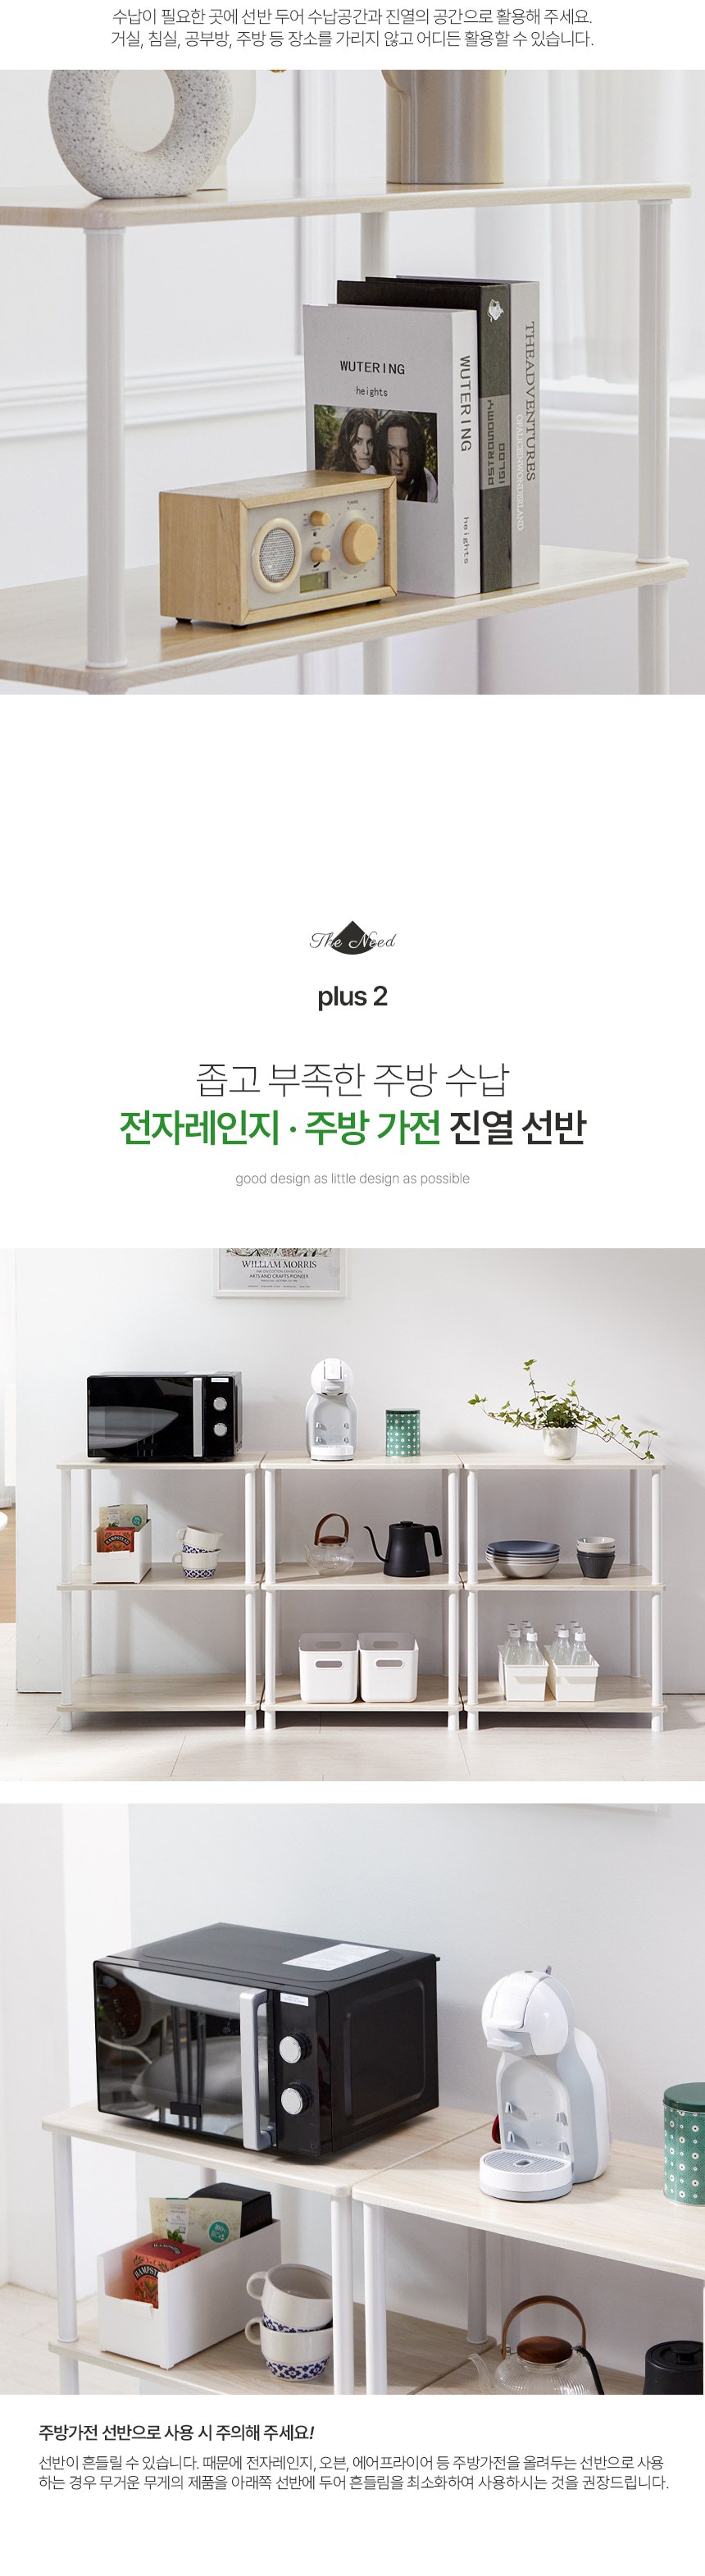 수납이 필요한 곳에 선반 두어 수납공간과 진열의 공간으로 활용해 주세요.
거실, 침실, 공부방, 주방 등 장소를 가리지 않고 어디든 활용할 수 있습니다.
WUTERING
heights
WUTERING
heights
ASTRONOMY
IGLOO
THEADVENTURES
OFALICEINWONDERLAND
The Need
plus 2
좁고 부족한 주방 수납
전자레인지 · 주방 가전 진열 선반
good design as little design as possible
WILLIAM MORRIS
ARTS AND CRAFTS PIONEER
주방가전 선반으로 사용 시 주의해 주세요!
선반이 흔들릴 수 있습니다. 때문에 전자레인지, 오븐, 에어프라이어 등 주방가전을 올려두는 선반으로 사용
하는 경우 무거운 무게의 제품을 아래쪽 선반에 두어 흔들림을 최소화하여 사용하시는 것을 권장드립니다.